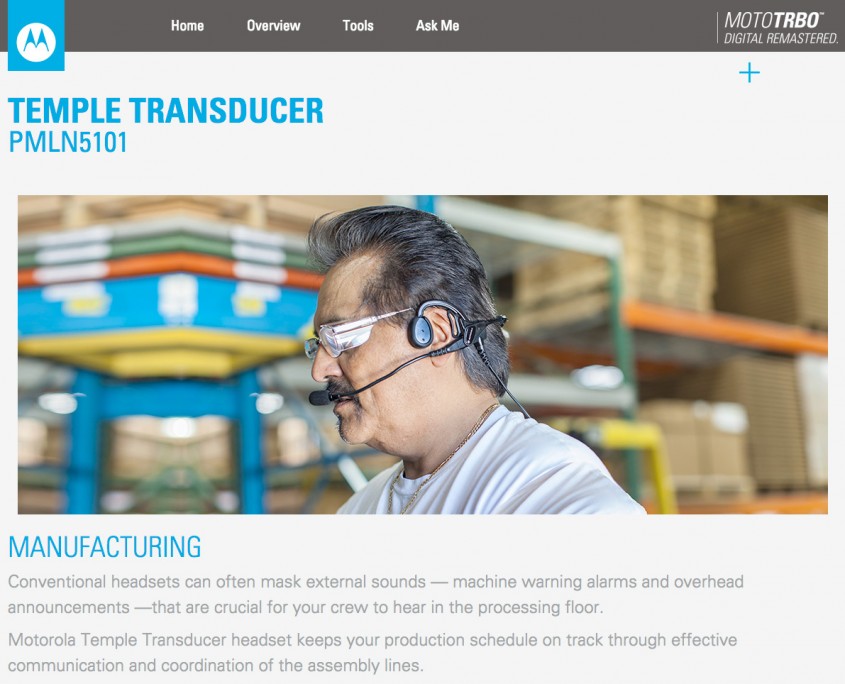 Home Overview Tools Ask Me
MOTOTRBO™
DIGITAL REMASTERED.
TEMPLE TRANSDUCER
PMLN5101
MANUFACTURING
Conventional headsets can often mask external sounds — machine warning alarms and overhead
announcements —that are crucial for your crew to hear in the processing floor.
Motorola Temple Transducer headset keeps your production schedule on track through effective
communication and coordination of the assembly lines.